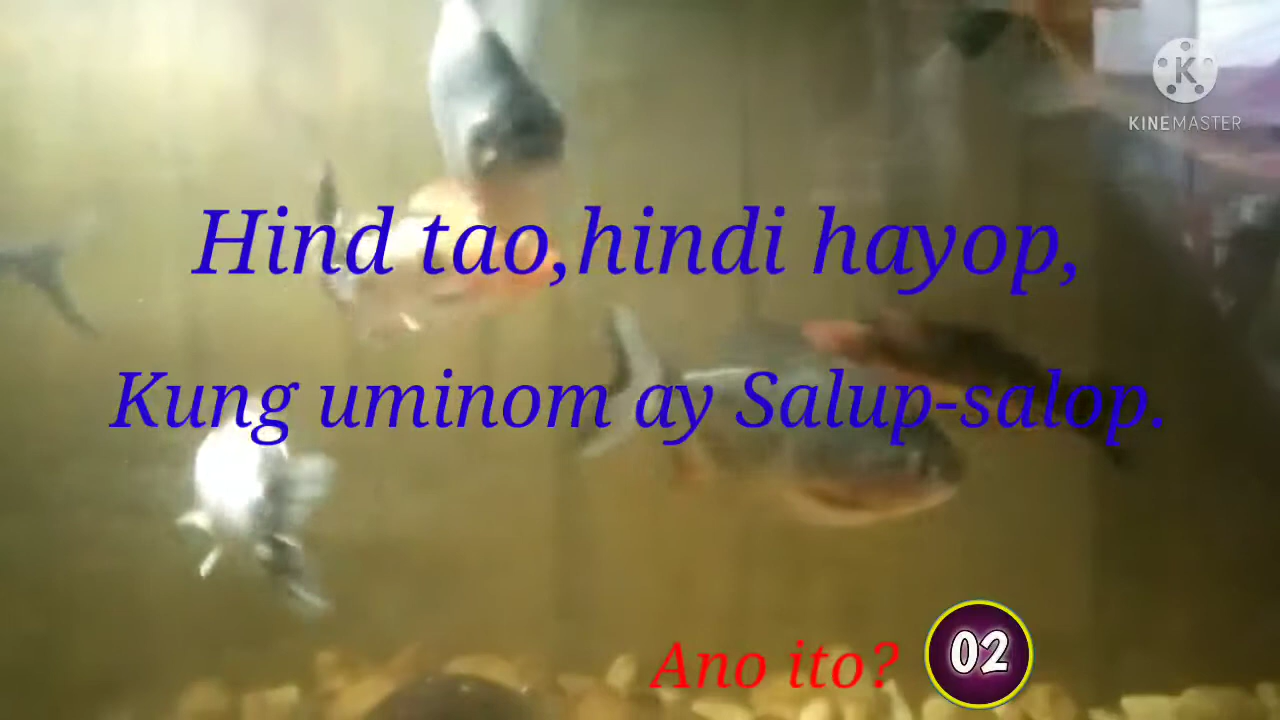 KINEMASTER
Hind tao,hindi hayop,
Kung uminom ay Salup-salop.
Ano ito? 02